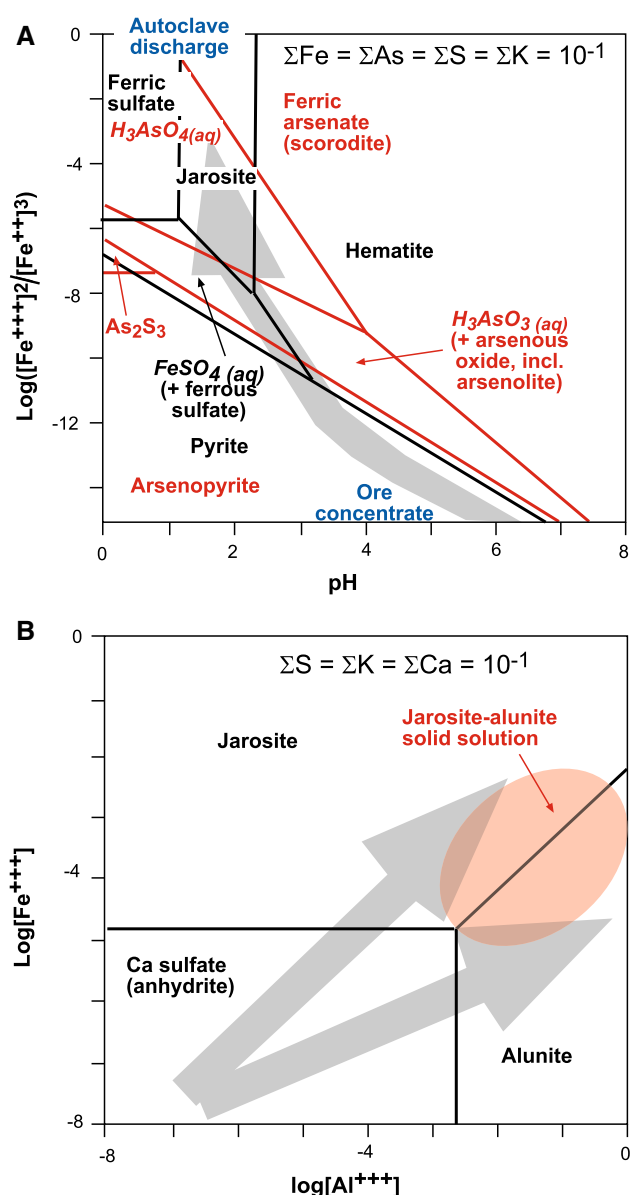 A
0
Autoclave
discharge
ΣFe = ΣAs = ΣS = ΣK = 10⁻¹
Ferric
sulfate
H₃AsO₄(aq)
Ferric
arsenate
(scorodite)
-4
Jarosite
Hematite
-8
As₂S₃
H₃AsO₃ (aq)
(+ arsenous
oxide, incl.
arsenolite)
FeSO₄ (aq)
(+ ferrous
sulfate)
-12
Pyrite
Arsenopyrite
Ore
concentrate
Log([Fe⁺⁺⁺]²/[Fe⁺⁺]³)
0 2 4 6 8
pH
B
0
ΣS = ΣK = ΣCa = 10⁻¹
Jarosite-alunite
solid solution
Jarosite
-4
Log[Fe⁺⁺⁺]
Ca sulfate
(anhydrite)
Alunite
-8
-8 -4 0
log[Al⁺⁺⁺]